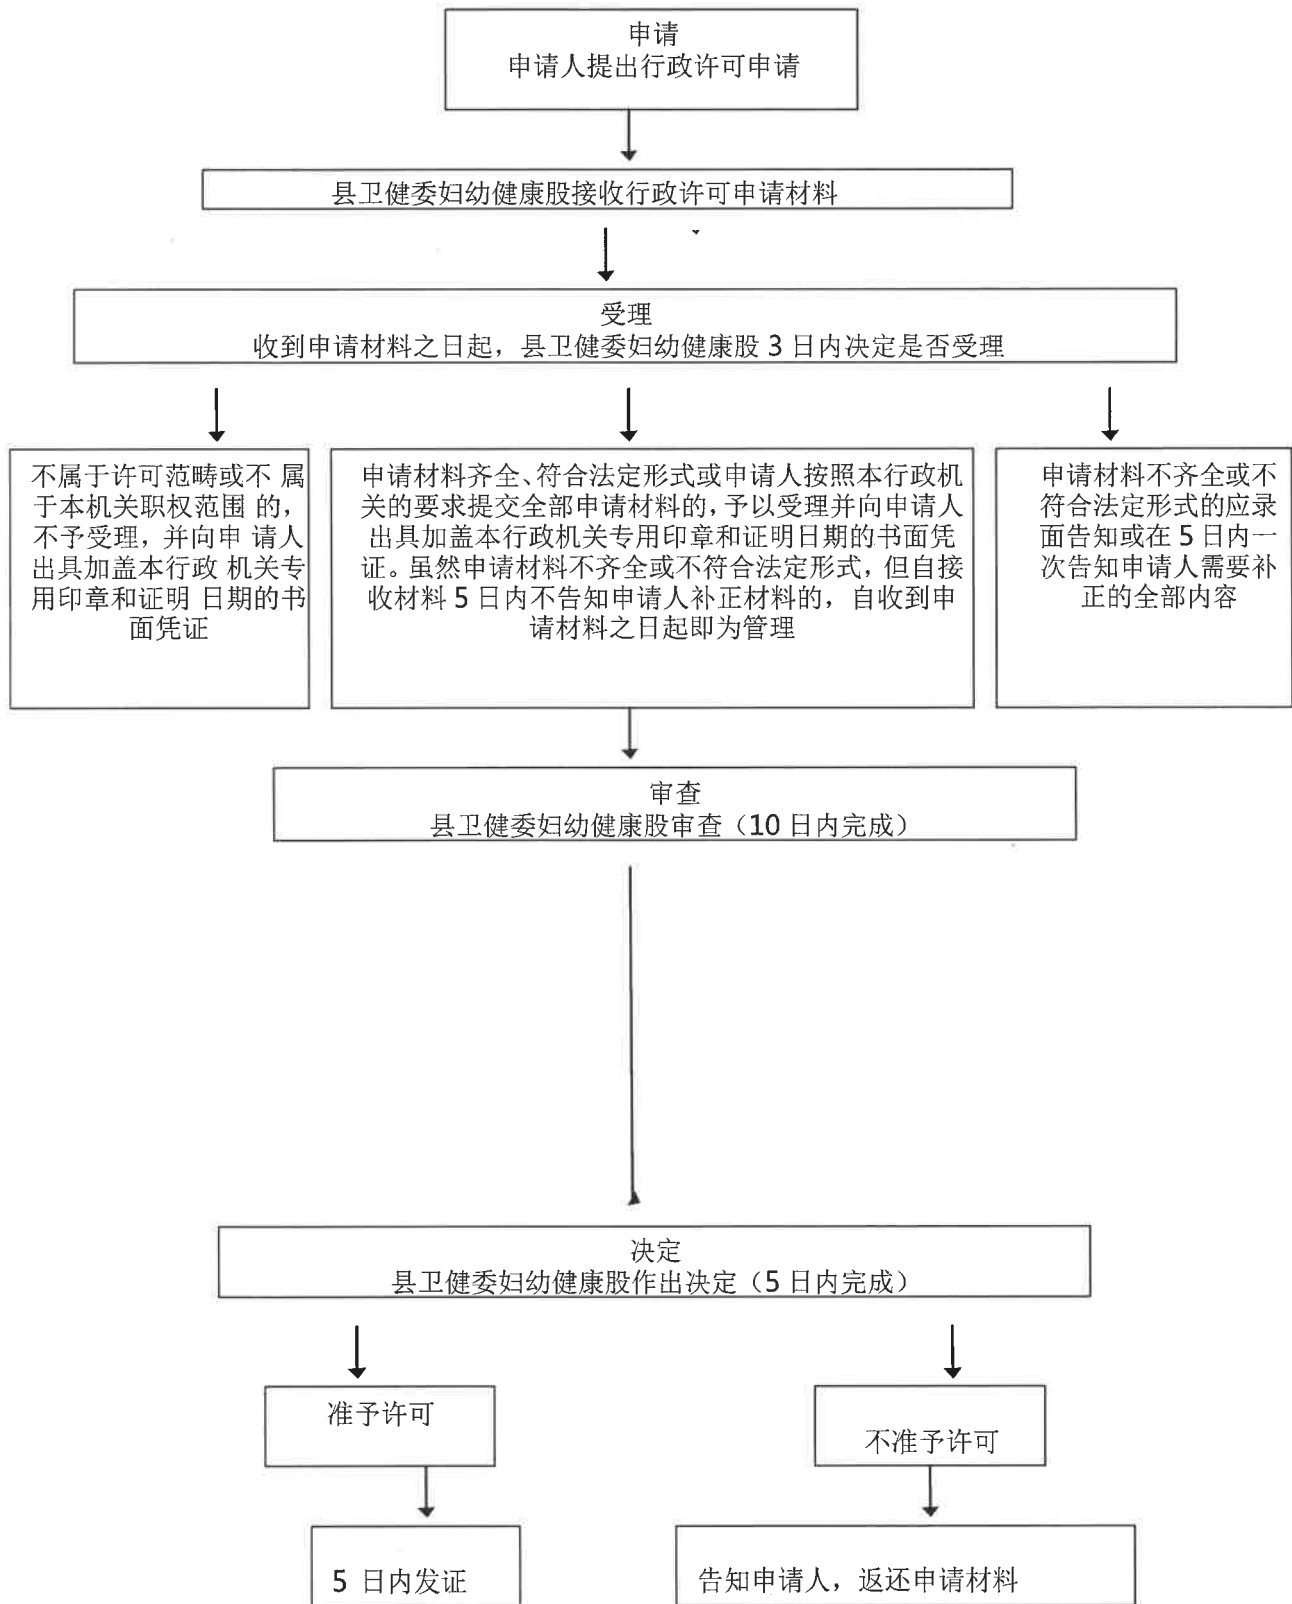 申请
申请人提出行政许可申请
县卫健委妇幼健康股接收行政许可申请材料
受理
收到申请材料之日起，县卫健委妇幼健康股 3 日内决定是否受理
不属于许可范畴或不 属
于本机关职权范围 的，
不予受理，并向申 请人
出具加盖本行政 机关专
用印章和证明 日期的书
面凭证
申请材料齐全、符合法定形式或申请人按照本行政机
关的要求提交全部申请材料的，予以受理并向申请人
出具加盖本行政机关专用印章和证明日期的书面凭
证。虽然申请材料不齐全或不符合法定形式，但自接
收材料 5 日内不告知申请人补正材料的，自收到申
请材料之日起即为管理
申请材料不齐全或不
符合法定形式的应录
面告知或在 5 日内一
次告知申请人需要补
正的全部内容
审查
县卫健委妇幼健康股审查（10 日内完成）
决定
县卫健委妇幼健康股作出决定（5 日内完成）
准予许可
不准予许可
5 日内发证
告知申请人，返还申请材料